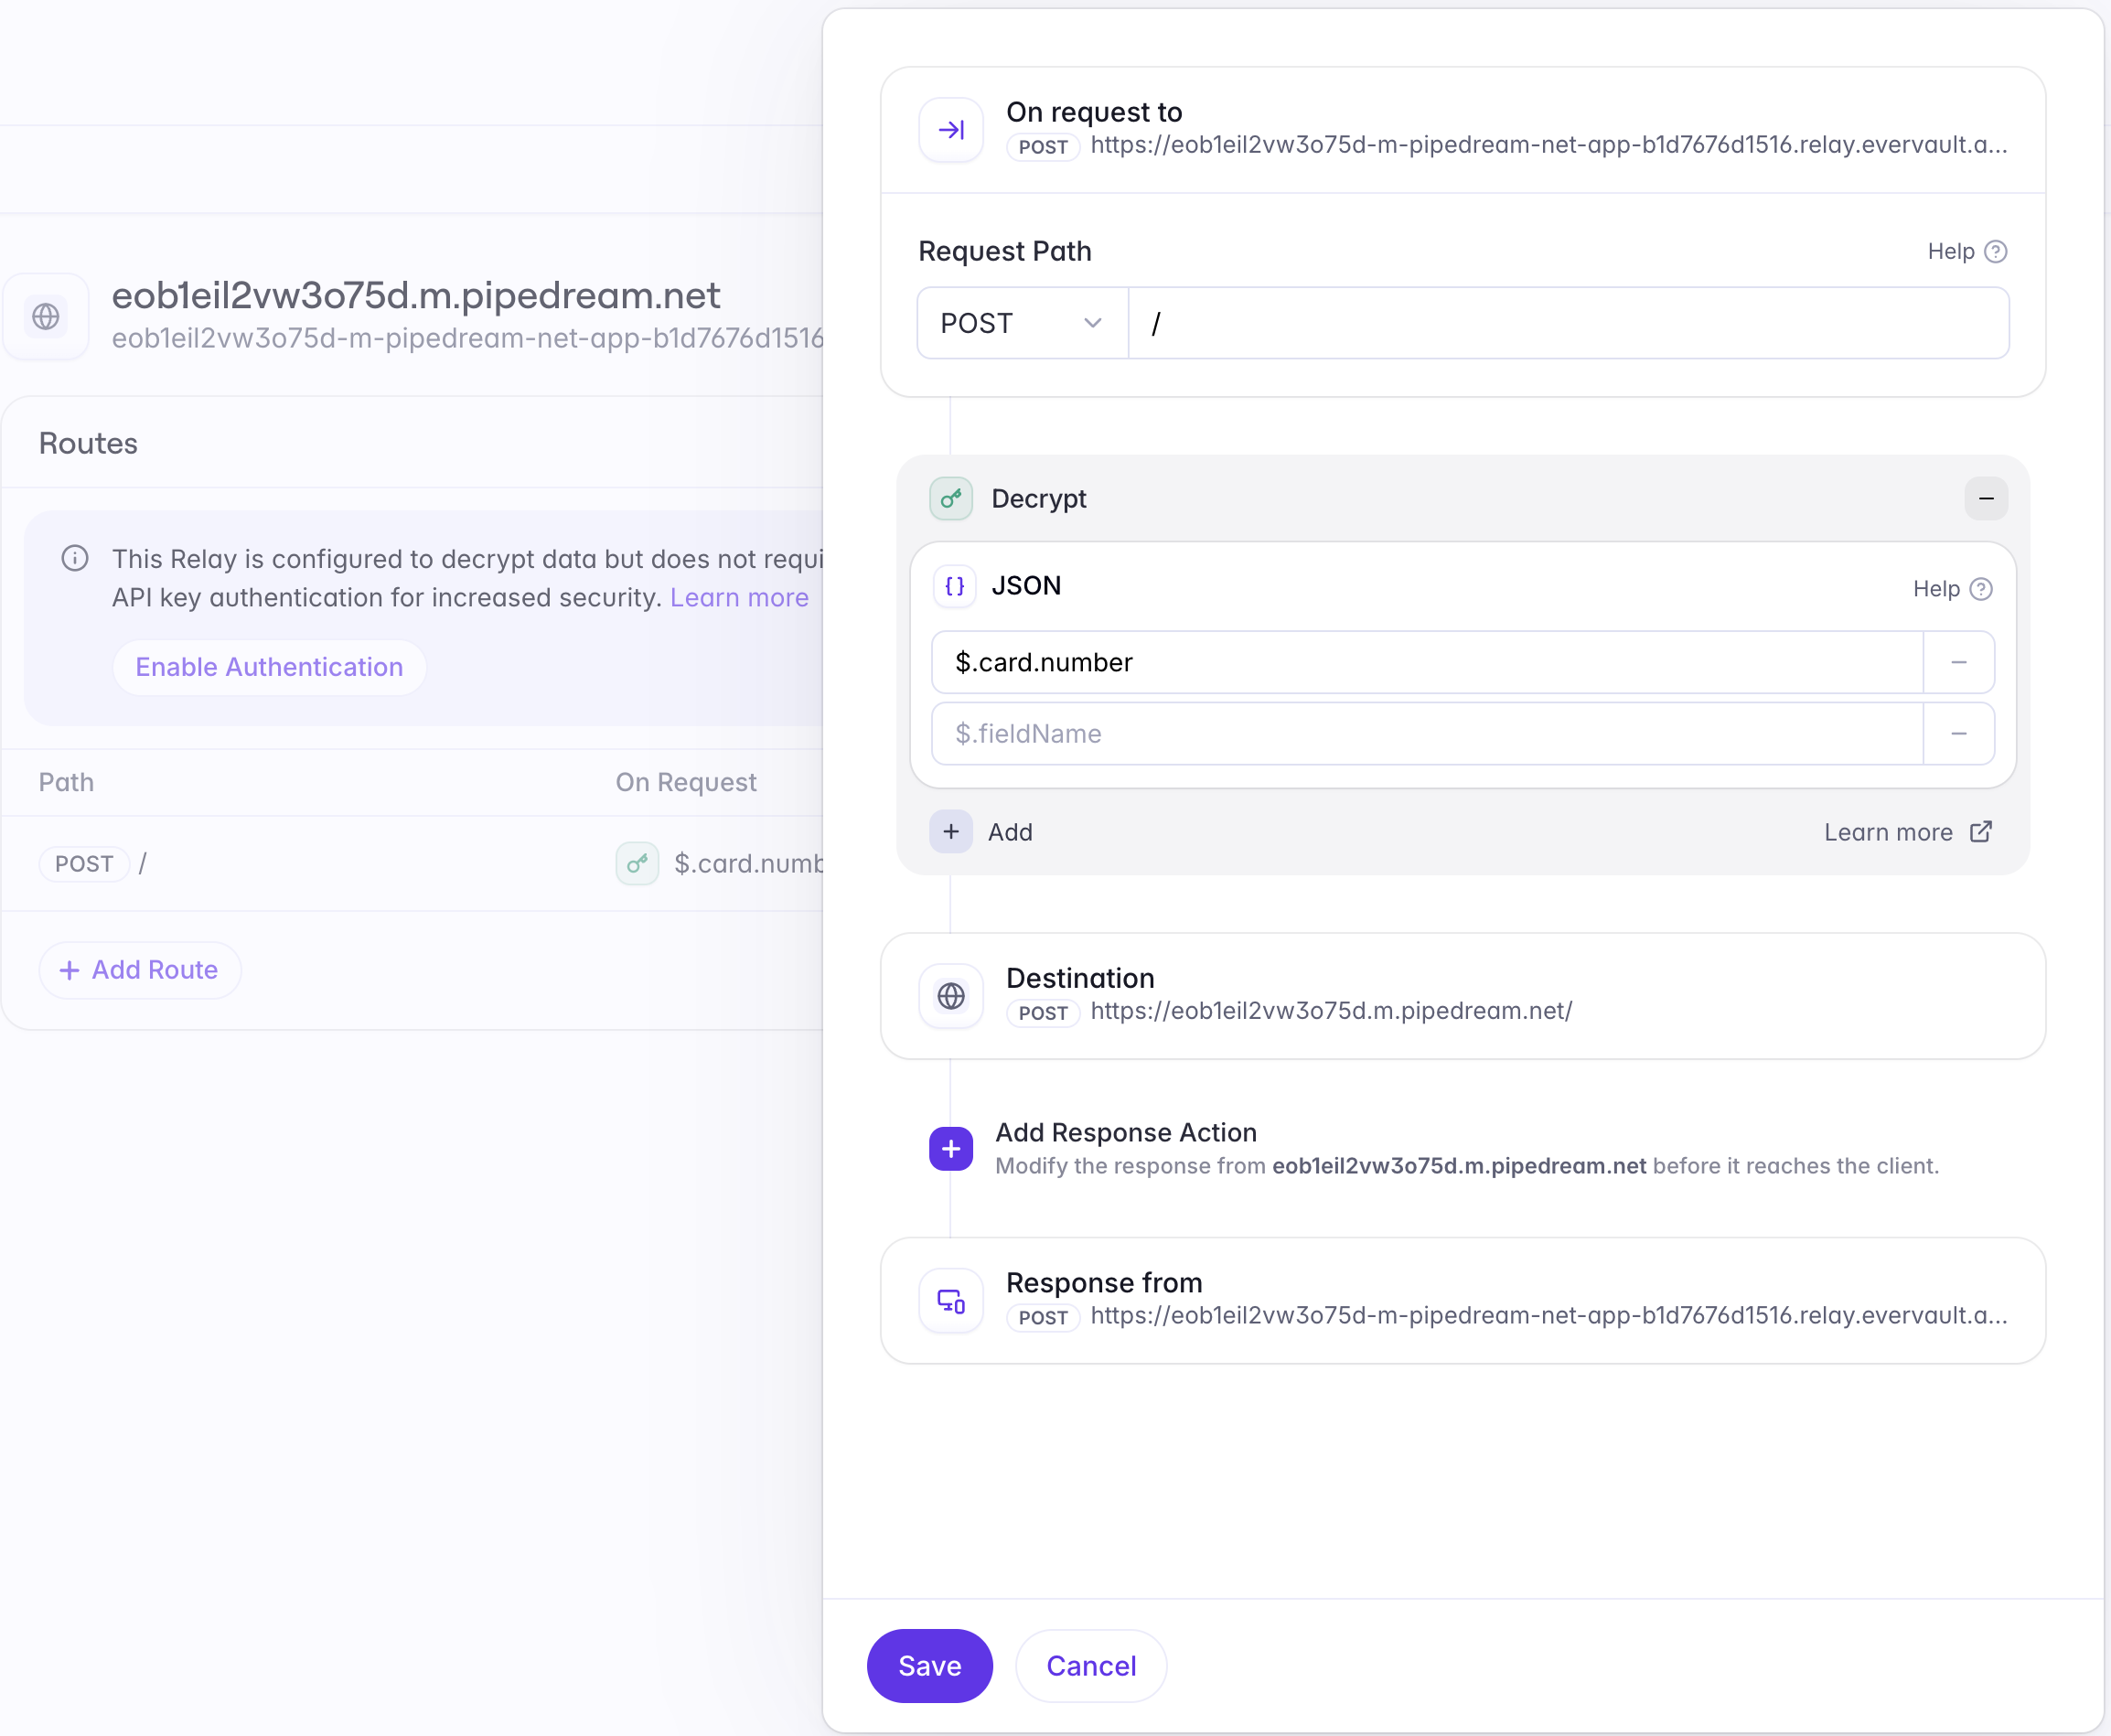 eob1eil2vw3o75d.m.pipedream.net
eob1eil2vw3o75d-m-pipedream-net-app-b1d7676d1516
Routes
This Relay is configured to decrypt data but does not requi
API key authentication for increased security. Learn more
Enable Authentication
Path On Request
POST / $.card.numb
+ Add Route
On request to
POST https://eob1eil2vw3o75d-m-pipedream-net-app-b1d7676d1516.relay.evervault.a...
Request Path Help
POST /
Decrypt
{} JSON Help
$.card.number
$.fieldName
+ Add Learn more
Destination
POST https://eob1eil2vw3o75d.m.pipedream.net/
Add Response Action
Modify the response from eob1eil2vw3o75d.m.pipedream.net before it reaches the client.
Response from
POST https://eob1eil2vw3o75d-m-pipedream-net-app-b1d7676d1516.relay.evervault.a...
Save Cancel